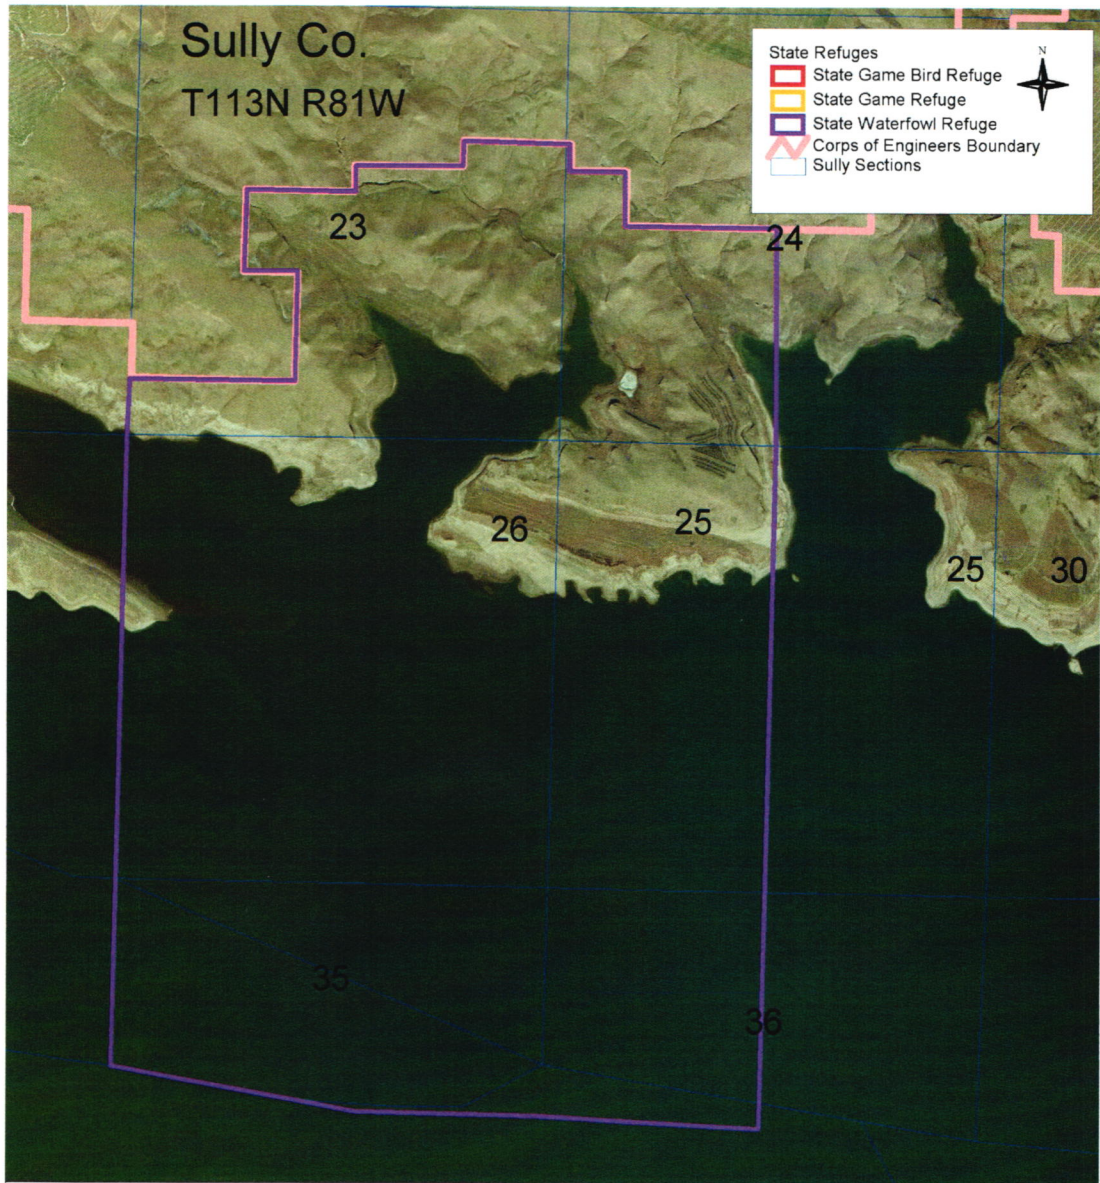 Sully Co.
T113N R81W
State Refuges
State Game Bird Refuge
State Game Refuge
State Waterfowl Refuge
Corps of Engineers Boundary
Sully Sections
N
23
24
26
25
25
30
35
36